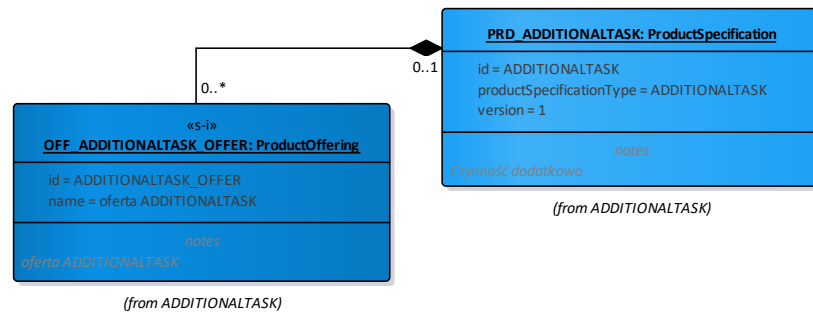 PRD_ADDITIONALTASK: ProductSpecification
id = ADDITIONALTASK
productSpecificationType = ADDITIONALTASK
version = 1
notes
Czynność dodatkowa
(from ADDITIONALTASK)
0..1
0..*
«s-i»
OFF_ADDITIONALTASK_OFFER: ProductOffering
id = ADDITIONALTASK_OFFER
name = oferta ADDITIONALTASK
notes
oferta ADDITIONALTASK
(from ADDITIONALTASK)